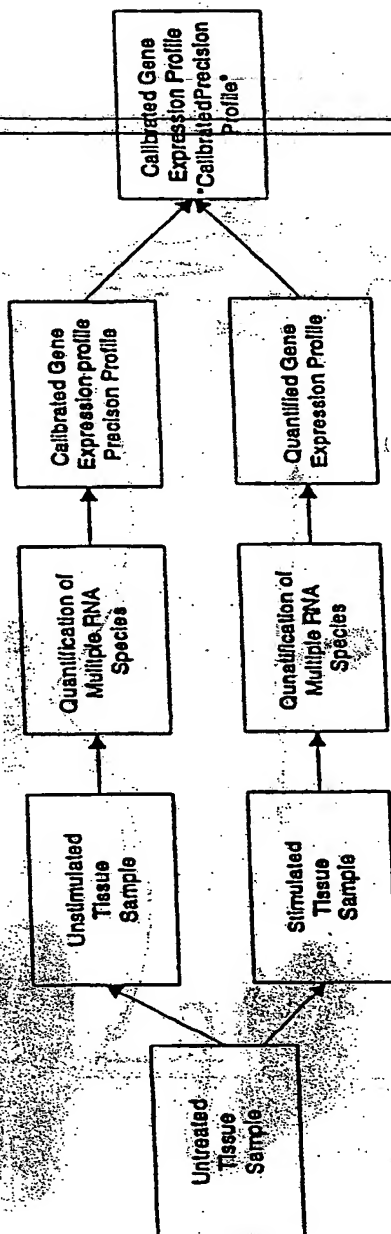 Untreated
Tissue
Sample
Unstimulated
Tissue
Sample
Quantification of
Multiple RNA
Species
Calibrated Gene
Expression-profile
Precison Profile
Stimulated
Tissue
Sample
Qunatification of
Multiple RNA
Species
Quantified Gene
Expression Profile
Calibrated Gene
Expression Profile
"CalibratedPrecision
Profile"